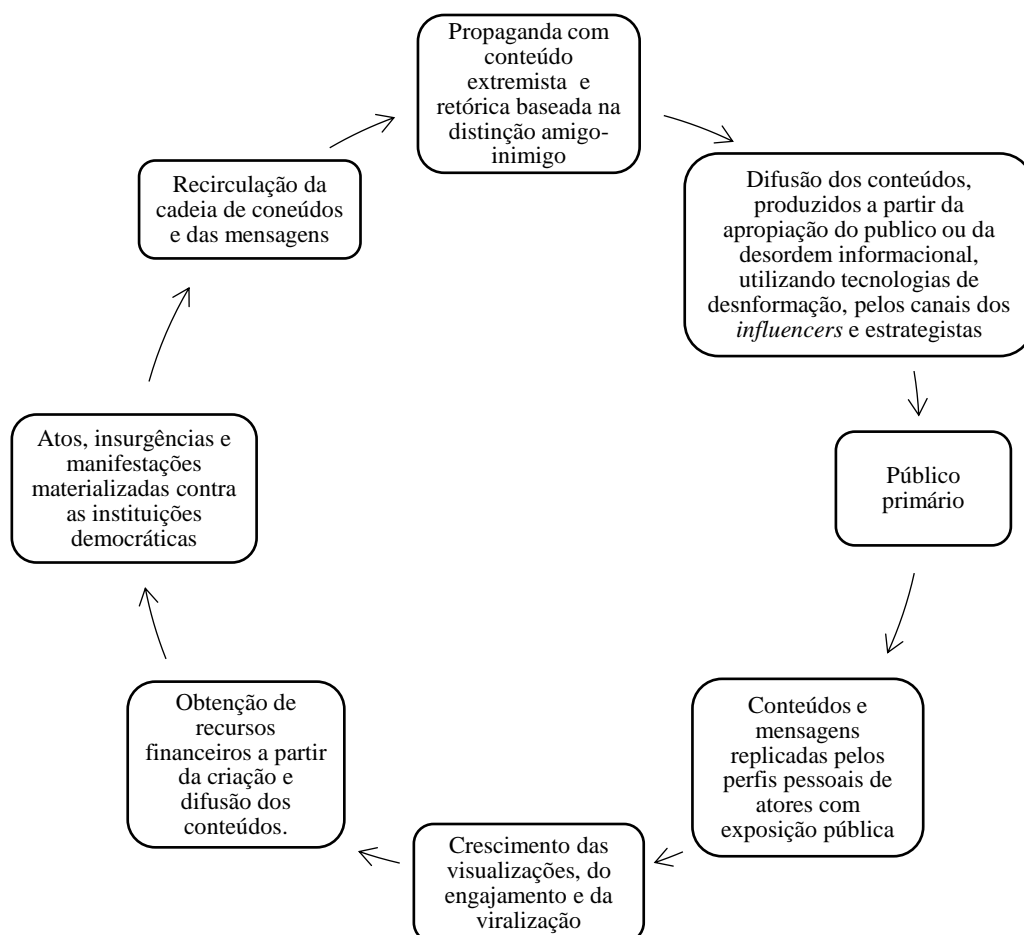 Propaganda com
conteúdo
extremista e
retórica baseada na
distinção amigo-
inimigo
Difusão dos conteúdos,
produzidos a partir da
apropiação do publico ou da
desordem informacional,
utilizando tecnologias de
desnformação, pelos canais dos
influencers e estrategistas
Público
primário
Conteúdos e
mensagens
replicadas pelos
perfis pessoais de
atores com
exposição pública
Crescimento das
visualizações, do
engajamento e da
viralização
Obtenção de
recursos
financeiros a partir
da criação e
difusão dos
conteúdos.
Atos, insurgências e
manifestações
materializadas contra
as instituições
democráticas
Recirculação da
cadeia de coneúdos
e das mensagens